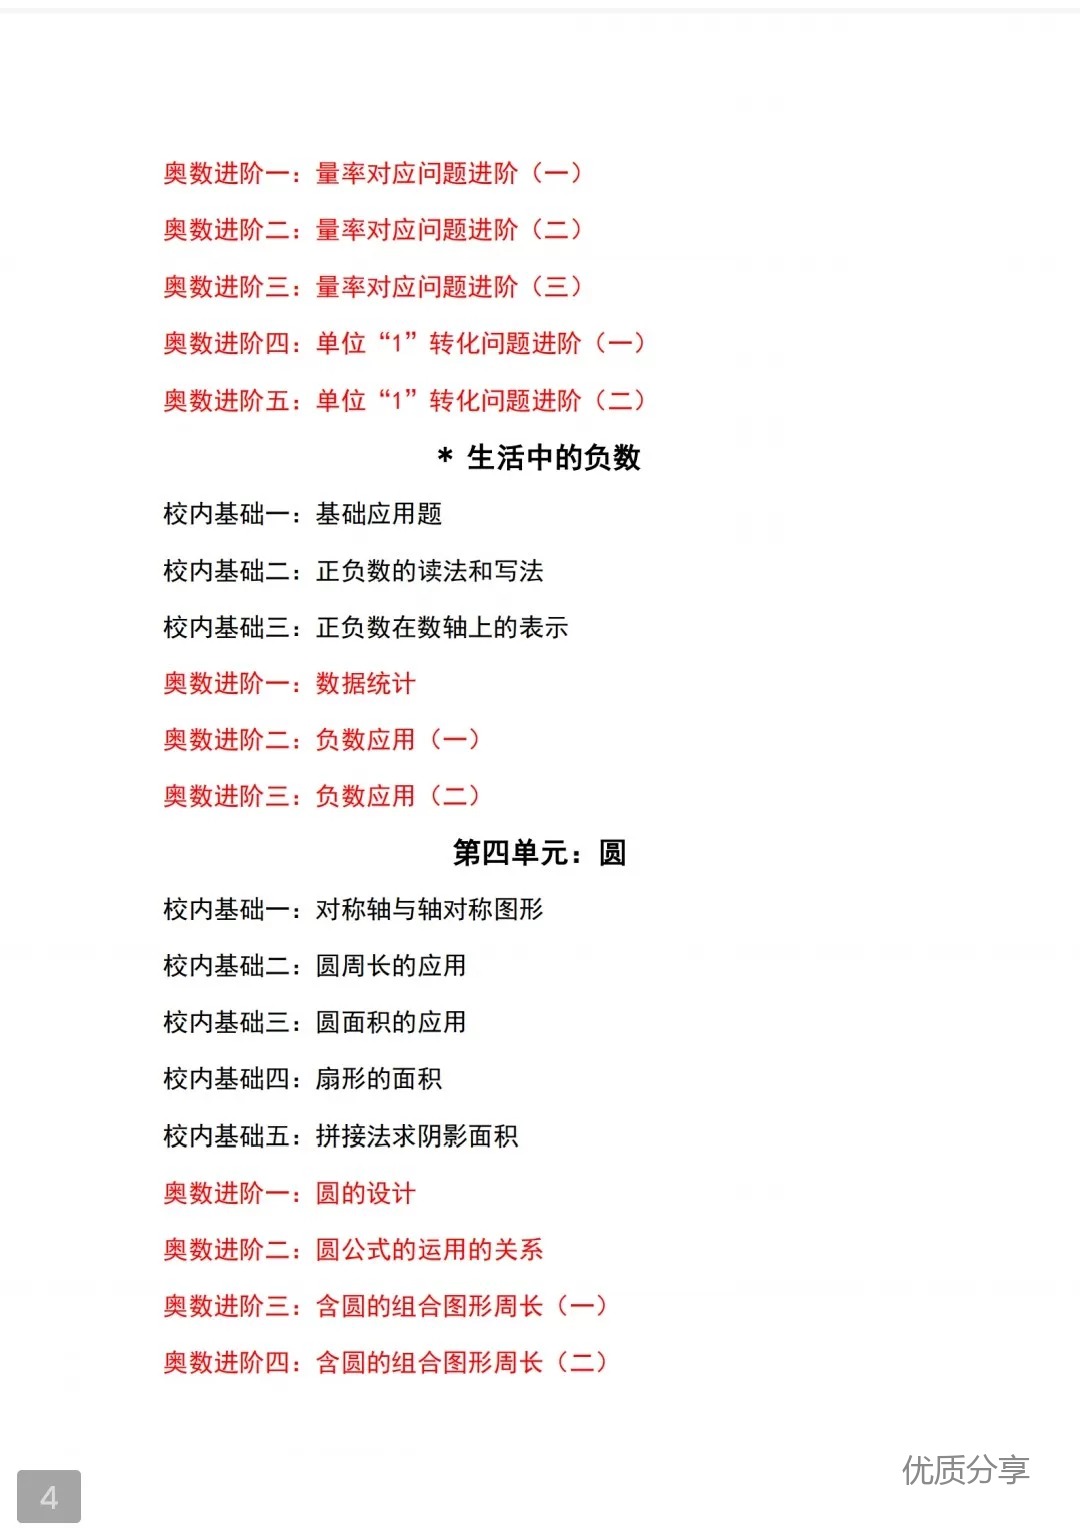 奥数进阶一：量率对应问题进阶（一）
奥数进阶二：量率对应问题进阶（二）
奥数进阶三：量率对应问题进阶（三）
奥数进阶四：单位“1”转化问题进阶（一）
奥数进阶五：单位“1”转化问题进阶（二）
* 生活中的负数
校内基础一：基础应用题
校内基础二：正负数的读法和写法
校内基础三：正负数在数轴上的表示
奥数进阶一：数据统计
奥数进阶二：负数应用（一）
奥数进阶三：负数应用（二）
第四单元：圆
校内基础一：对称轴与轴对称图形
校内基础二：圆周长的应用
校内基础三：圆面积的应用
校内基础四：扇形的面积
校内基础五：拼接法求阴影面积
奥数进阶一：圆的设计
奥数进阶二：圆公式的运用的关系
奥数进阶三：含圆的组合图形周长（一）
奥数进阶四：含圆的组合图形周长（二）
优质分享
4